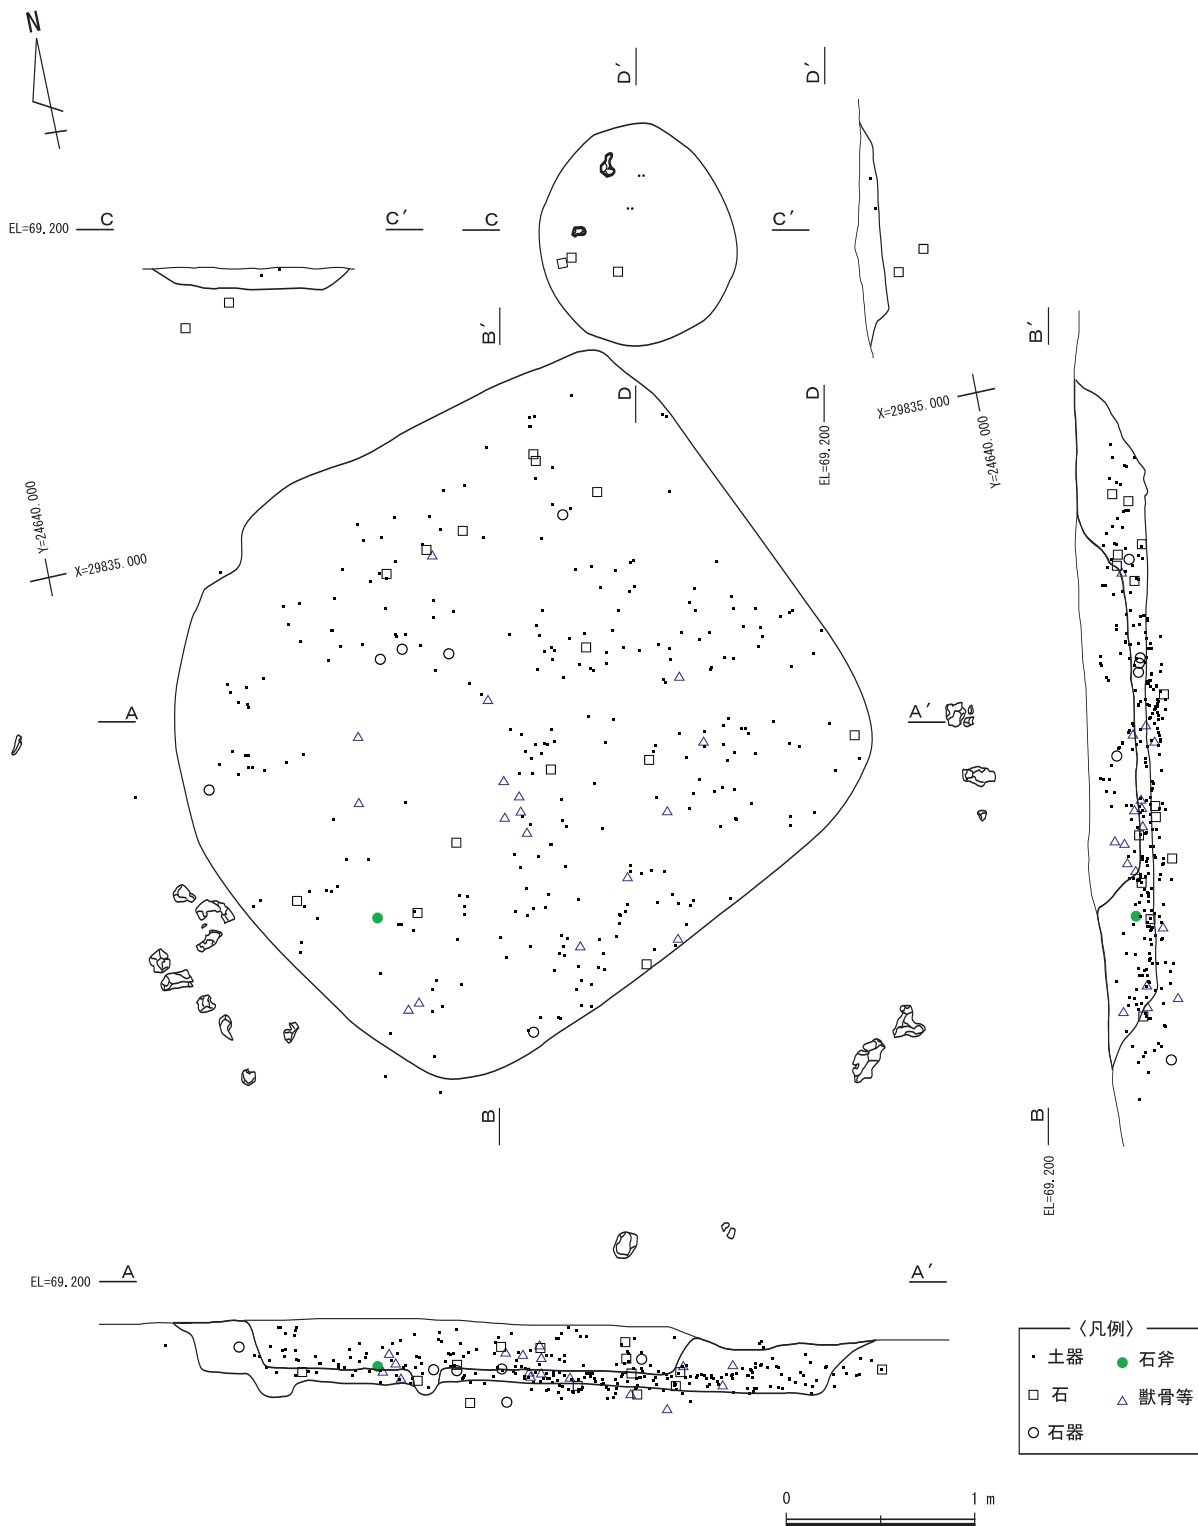 N
D′
D′
EL=69.200 C
C′
C
C′
B′
B′
D
D
EL=69.200
X=29835.000
Y=24640.000
Y=24640.000
X=29835.000
A
A′
B
B
EL=69.200
EL=69.200 A
A′
〈凡例〉
土器
石斧
石
獣骨等
石器
0 1 m